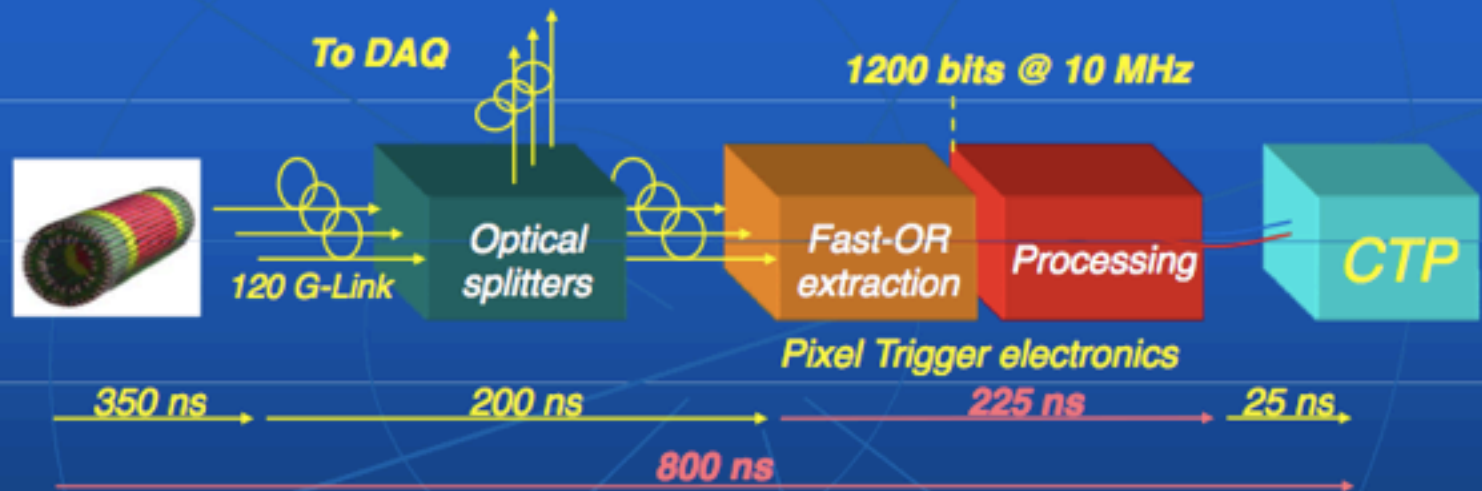 To DAQ
1200 bits @ 10 MHz
120 G-Link
Optical
splitters
Fast-OR
extraction
Processing
CTP
Pixel Trigger electronics
350 ns
200 ns
225 ns
25 ns
800 ns